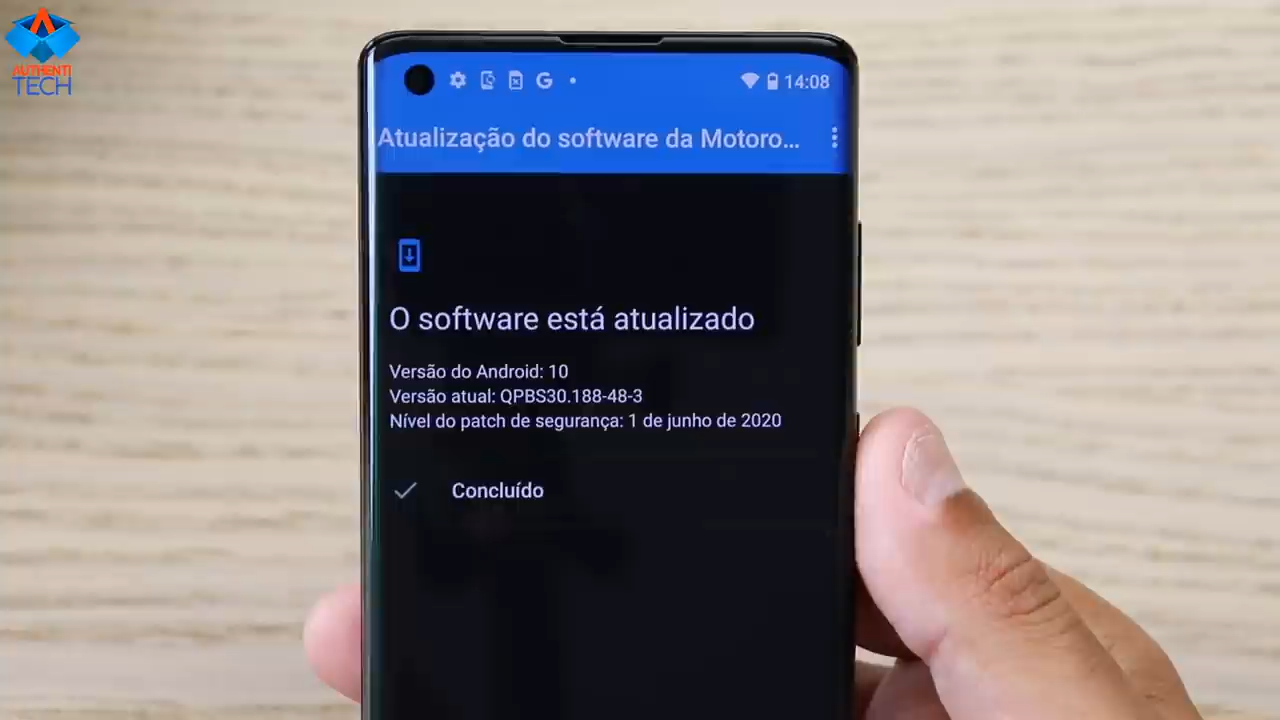 AUTHENTI
TECH
G
14:08
Atualização do software da Motoro...
O software está atualizado
Versão do Android: 10
Versão atual: QPBS30.188-48-3
Nível do patch de segurança: 1 de junho de 2020
Concluído